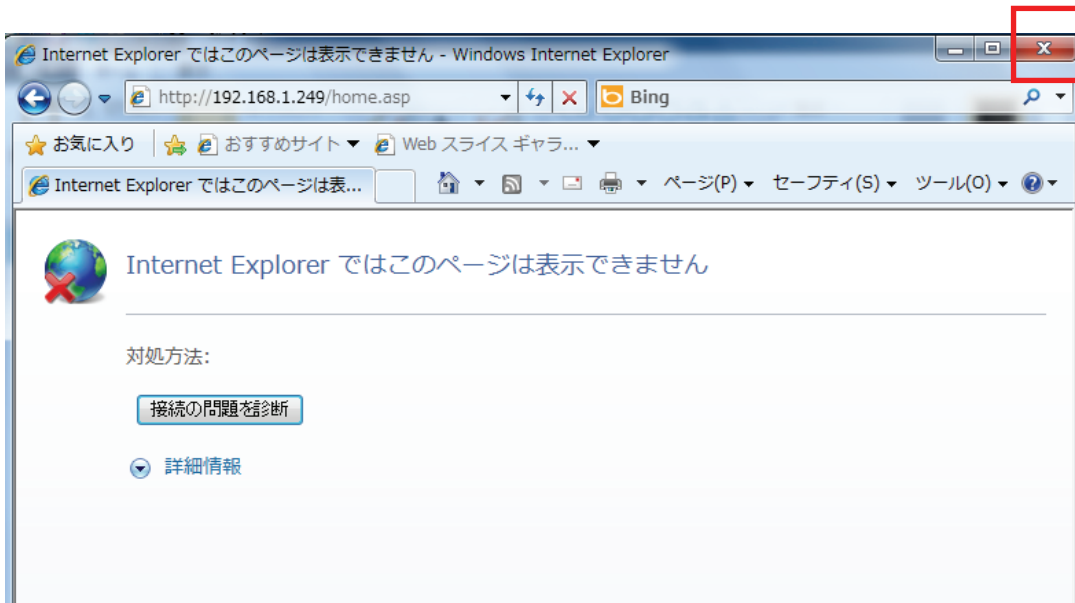 Internet Explorer ではこのページは表示できません - Windows Internet Explorer
http://192.168.1.249/home.asp Bing
お気に入り おすすめサイト Web スライス ギャラ...
Internet Explorer ではこのページは表... ページ(P) セーフティ(S) ツール(O)
Internet Explorer ではこのページは表示できません
対処方法:
接続の問題を診断
詳細情報